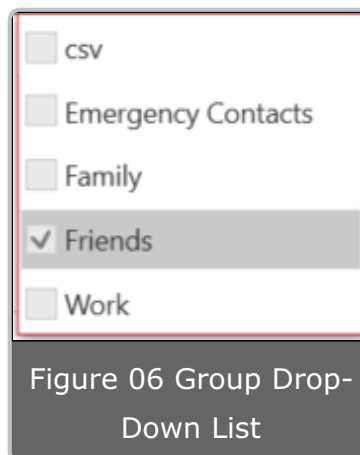 csv
Emergency Contacts
Family
Friends
Work
Figure 06 Group Drop-
Down List